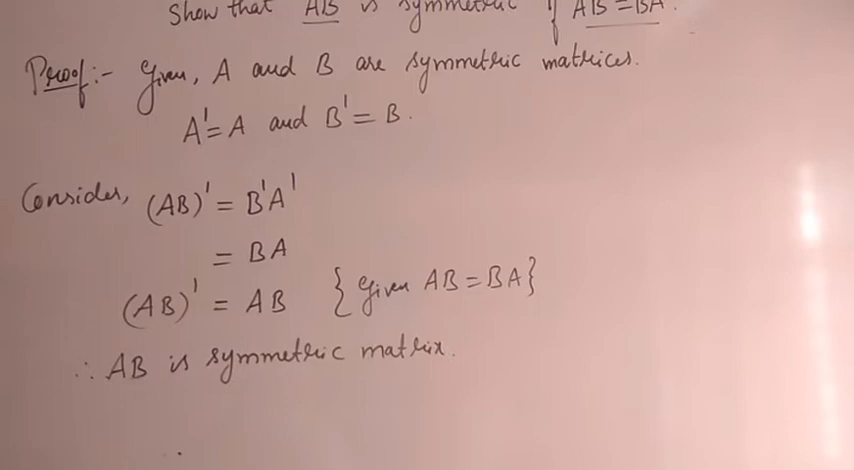 Show that AB is symmetric if AB = BA.
Proof:- Given, A and B are symmetric matrices.
A' = A and B' = B.
Consider, (AB)' = B'A'
= BA
(AB)' = AB {Given AB = BA}
∴ AB is symmetric matrix.